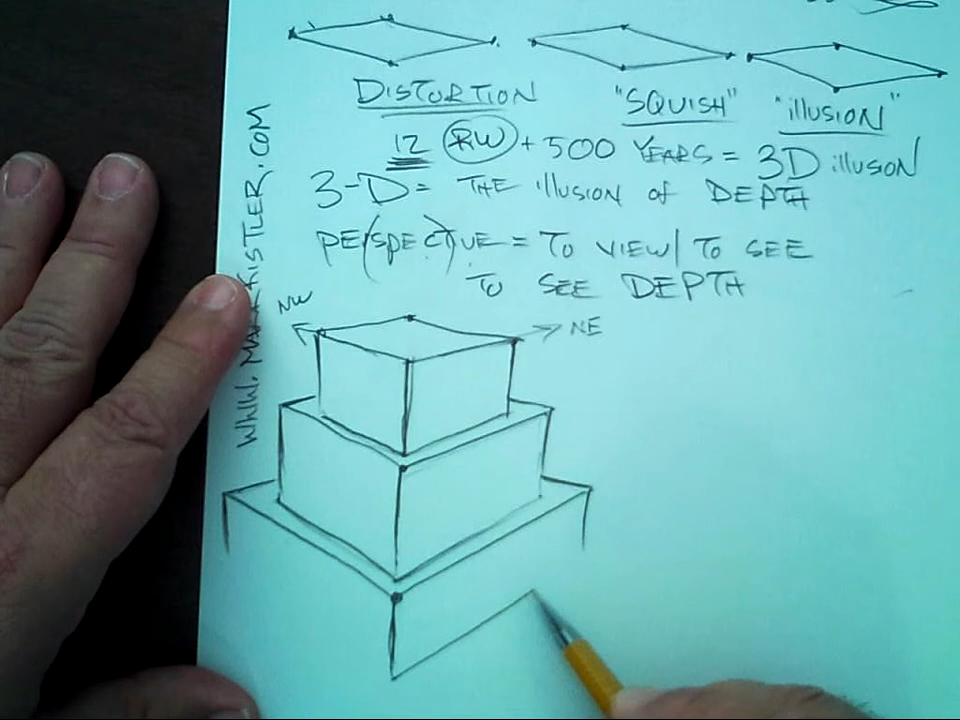 DISTORTION "SQUISH" "illUSION"
12 RW + 500 YEARS = 3D illUSON
3-D = THE illUSION of DEPTH
PERSPECTIVE = TO VIEW/TO SEE
TO SEE DEPTH
NW
NE
WWW.MARKKISTLER.COM